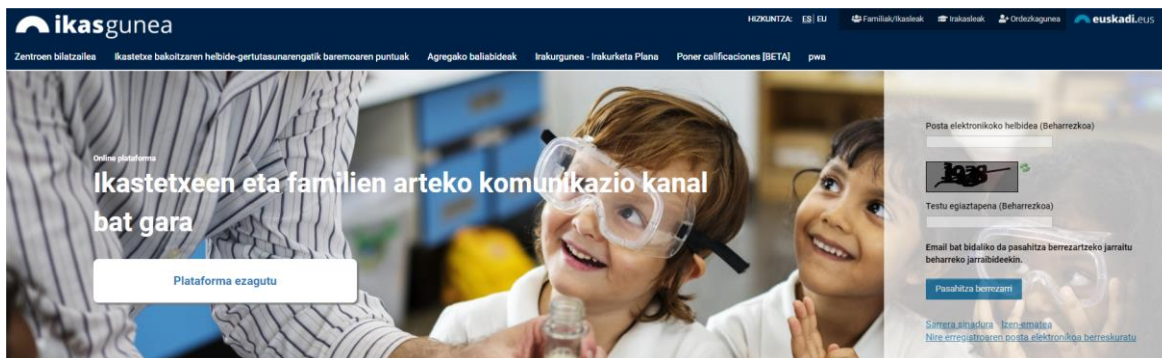 ikasgunea
HIZKUNTZA: ES| EU
Familiak/Ikasleak
Irakasleak
Ordezkagunea
euskadi.eus
Zentroen bilatzailea
Ikastetxe bakoitzaren helbide-gertutasunarengatik baremoaren puntuak
Agregako baliabideak
Irakurgunea - Irakurketa Plana
Poner calificaciones [BETA]
pwa
Online plataforma
Ikastetxeen eta familien arteko komunikazio kanal
bat gara
Plataforma ezagutu
Posta elektronikoko helbidea (Beharrezkoa)
Testu egiaztapena (Beharrezkoa)
Email bat bidaliko da pasahitza berrezartzeko jarraitu
beharreko jarraibideekin.
Pasahitza berrezarri
Sarrera sinadura Izen-ematea
Nire erregistroaren posta elektronikoa berreskuratu